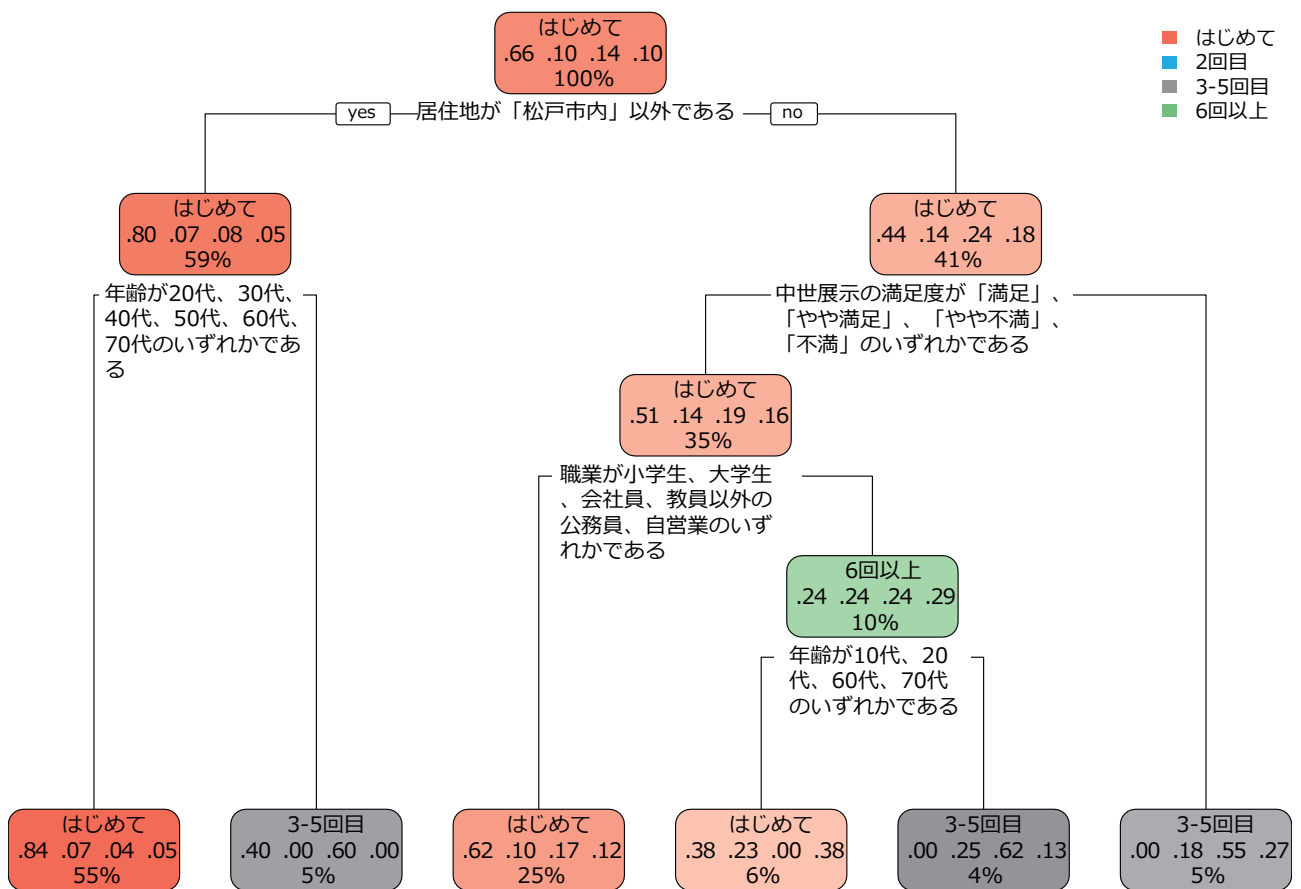 はじめて
.66 .10 .14 .10
100%
はじめて
2回目
3-5回目
6回以上
yes
居住地が「松戸市内」以外である
no
はじめて
.80 .07 .08 .05
59%
はじめて
.44 .14 .24 .18
41%
年齢が20代、30代、
40代、50代、60代、
70代のいずれかであ
る
中世展示の満足度が「満足」、
「やや満足」、「やや不満」、
「不満」のいずれかである
はじめて
.51 .14 .19 .16
35%
職業が小学生、大学生
、会社員、教員以外の
公務員、自営業のいず
れかである
6回以上
.24 .24 .24 .29
10%
年齢が10代、20
代、60代、70代
のいずれかである
はじめて
.84 .07 .04 .05
55%
3-5回目
.40 .00 .60 .00
5%
はじめて
.62 .10 .17 .12
25%
はじめて
.38 .23 .00 .38
6%
3-5回目
.00 .25 .62 .13
4%
3-5回目
.00 .18 .55 .27
5%